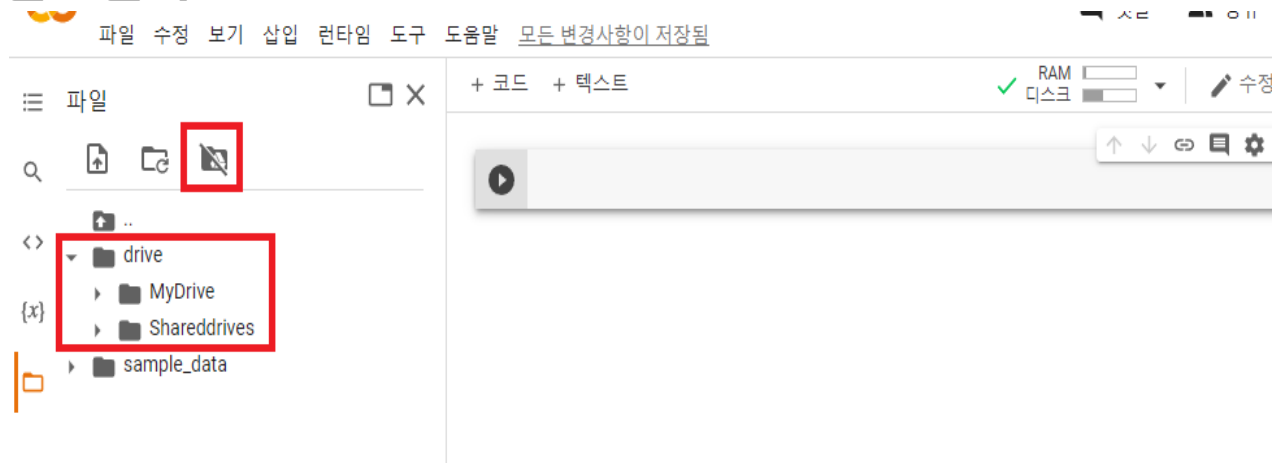 파일 수정 보기 삽입 런타임 도구 도움말 모든 변경사항이 저장됨
파일
+ 코드 + 텍스트
RAM
디스크
수정
..
drive
MyDrive
{x}
Shareddrives
sample_data